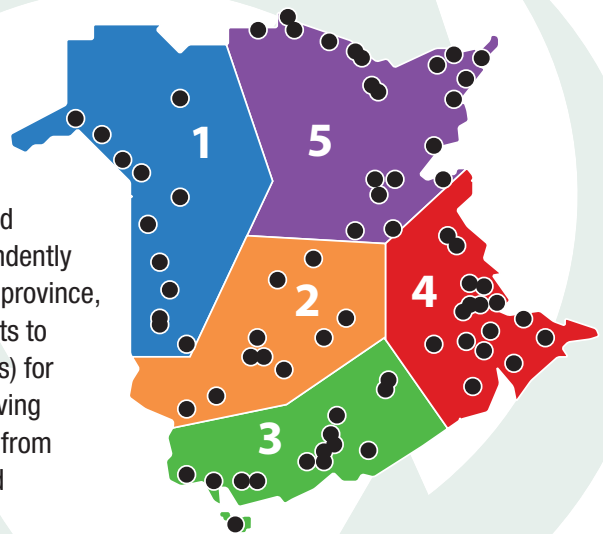 d
ndently
province,
ts to
s) for
ving
from
d
1
5
2
4
3